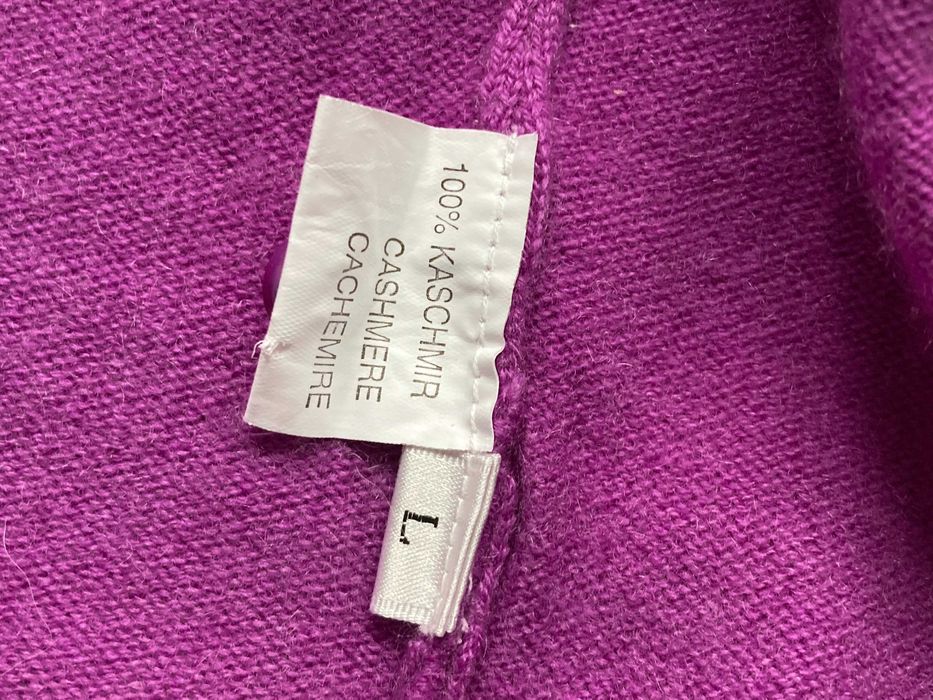 100% KASCHMIR
CASHMERE
CACHEMIRE
L